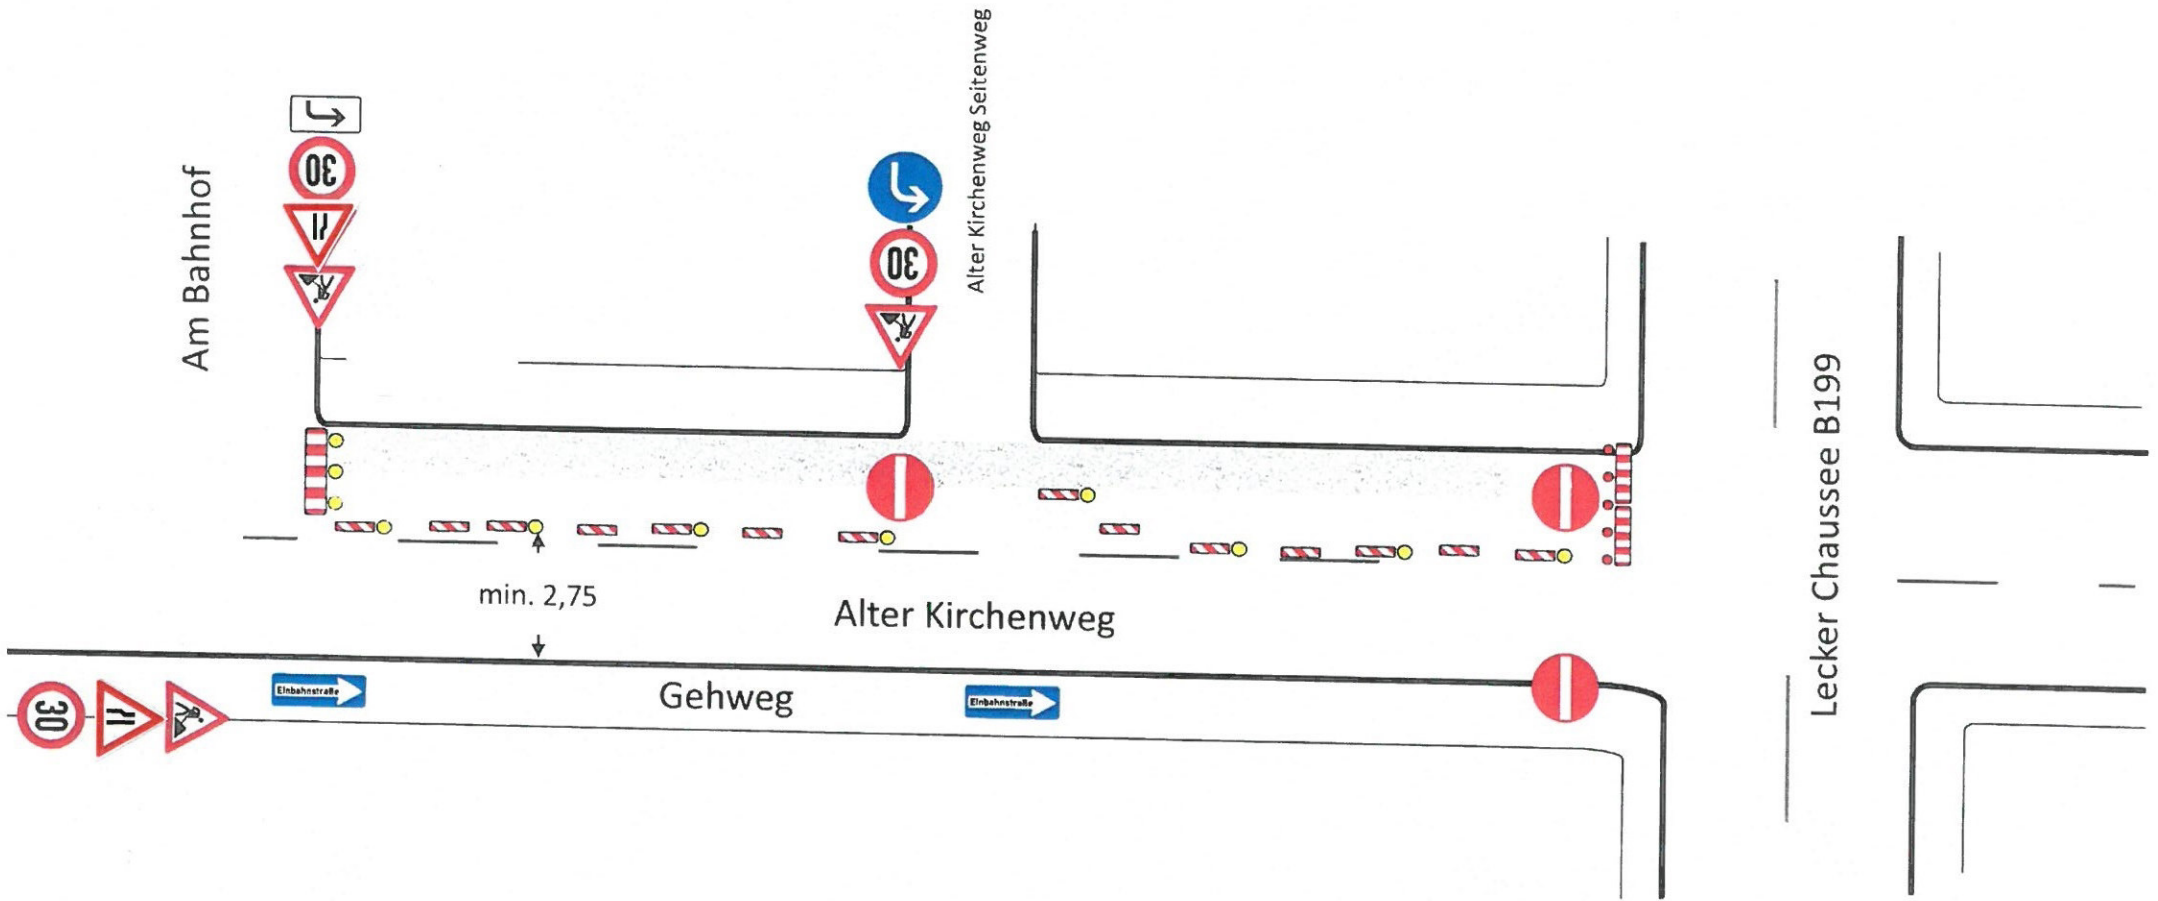 Alter Kirchenweg Seitenweg
Am Bahnhof
30
30
Lecker Chaussee B199
min. 2,75
Alter Kirchenweg
30
Einbahnstraße
Gehweg
Einbahnstraße